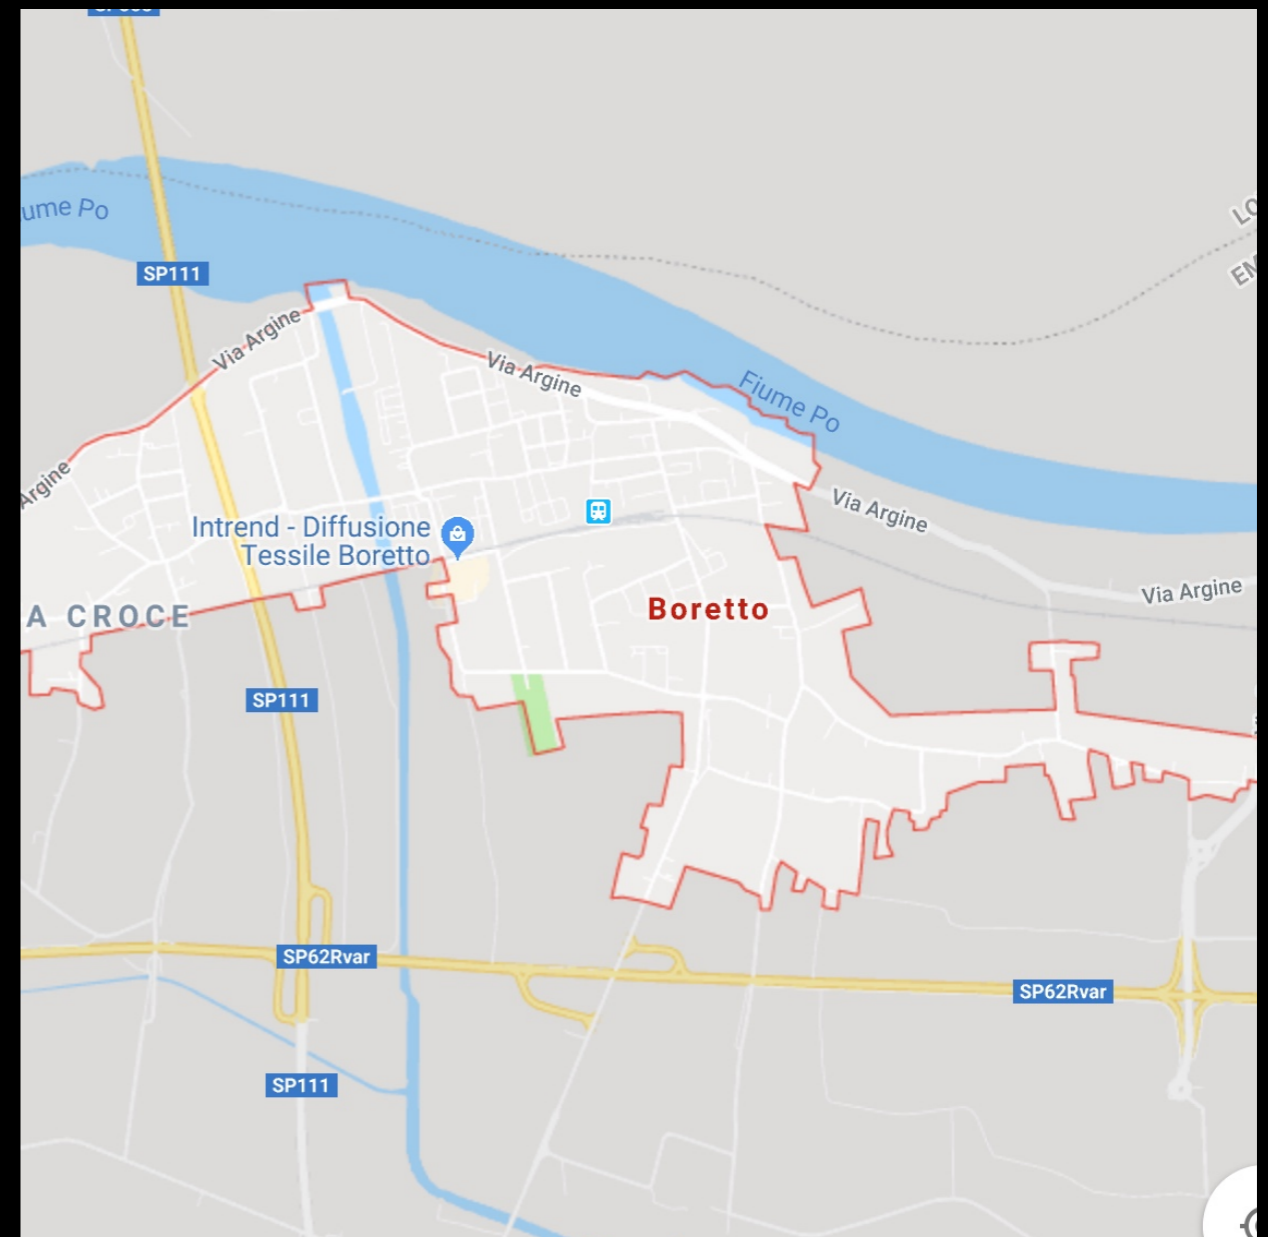 ume Po
SP111
Via Argine
Via Argine
Fiume Po
Argine
Via Argine
Intrend - Diffusione
Tessile Boretto
Via Argine
Boretto
A CROCE
SP111
SP62Rvar
SP62Rvar
SP111